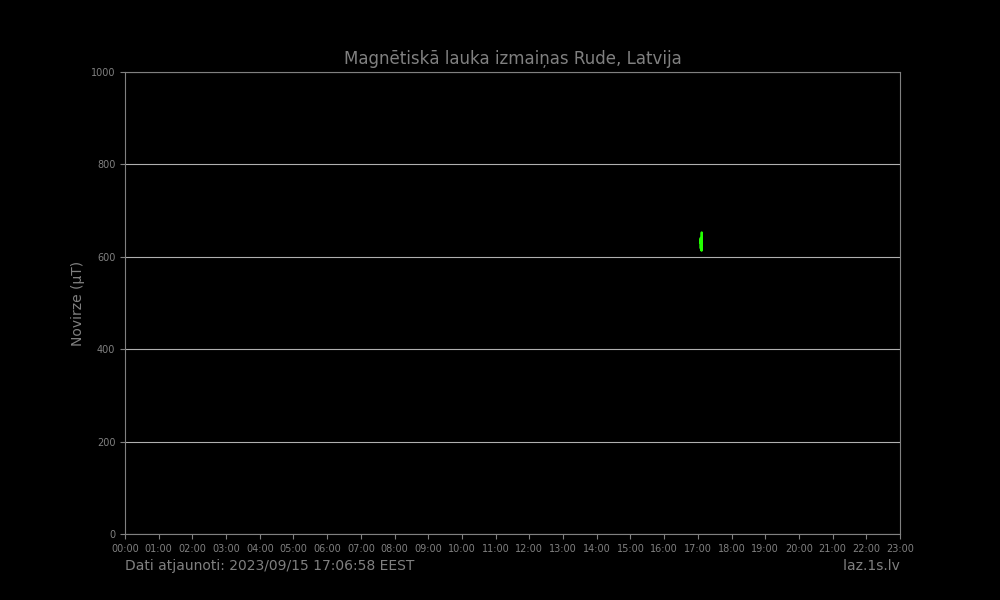 Magnētiskā lauka izmaiņas Rude, Latvija
1000
800
600
400
200
0
Novirze (μT)
00:00 01:00 02:00 03:00 04:00 05:00 06:00 07:00 08:00 09:00 10:00 11:00 12:00 13:00 14:00 15:00 16:00 17:00 18:00 19:00 20:00 21:00 22:00 23:00
Dati atjaunoti: 2023/09/15 17:06:58 EEST
laz.1s.lv